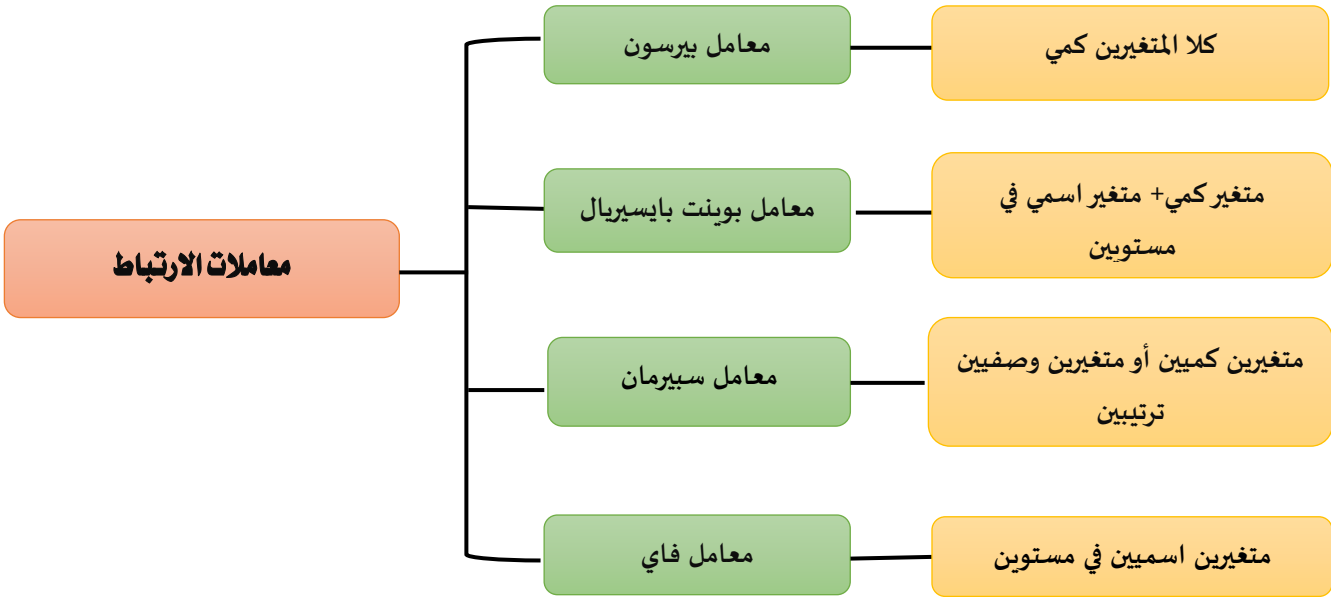 معاملات الارتباط
معامل بيرسون
كلا المتغيرين كمي
معامل بوينت بايسيريال
متغير كمي+ متغير اسمي في
مستويين
معامل سبيرمان
متغيرين كميين أو متغيرين وصفيين
ترتيبين
معامل فاي
متغيرين اسميين في مستوين